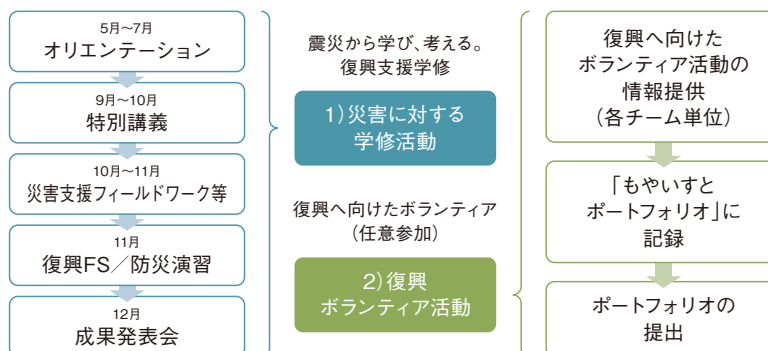 5月～7月
オリエンテーション
9月～10月
特別講義
10月～11月
災害支援フィールドワーク等
11月
復興FS／防災演習
12月
成果発表会
震災から学び、考える。
復興支援学修
1）災害に対する
学修活動
復興へ向けたボランティア
（任意参加）
2）復興
ボランティア活動
復興へ向けた
ボランティア活動の
情報提供
（各チーム単位）
「もやいすと
ポートフォリオ」に
記録
ポートフォリオの
提出